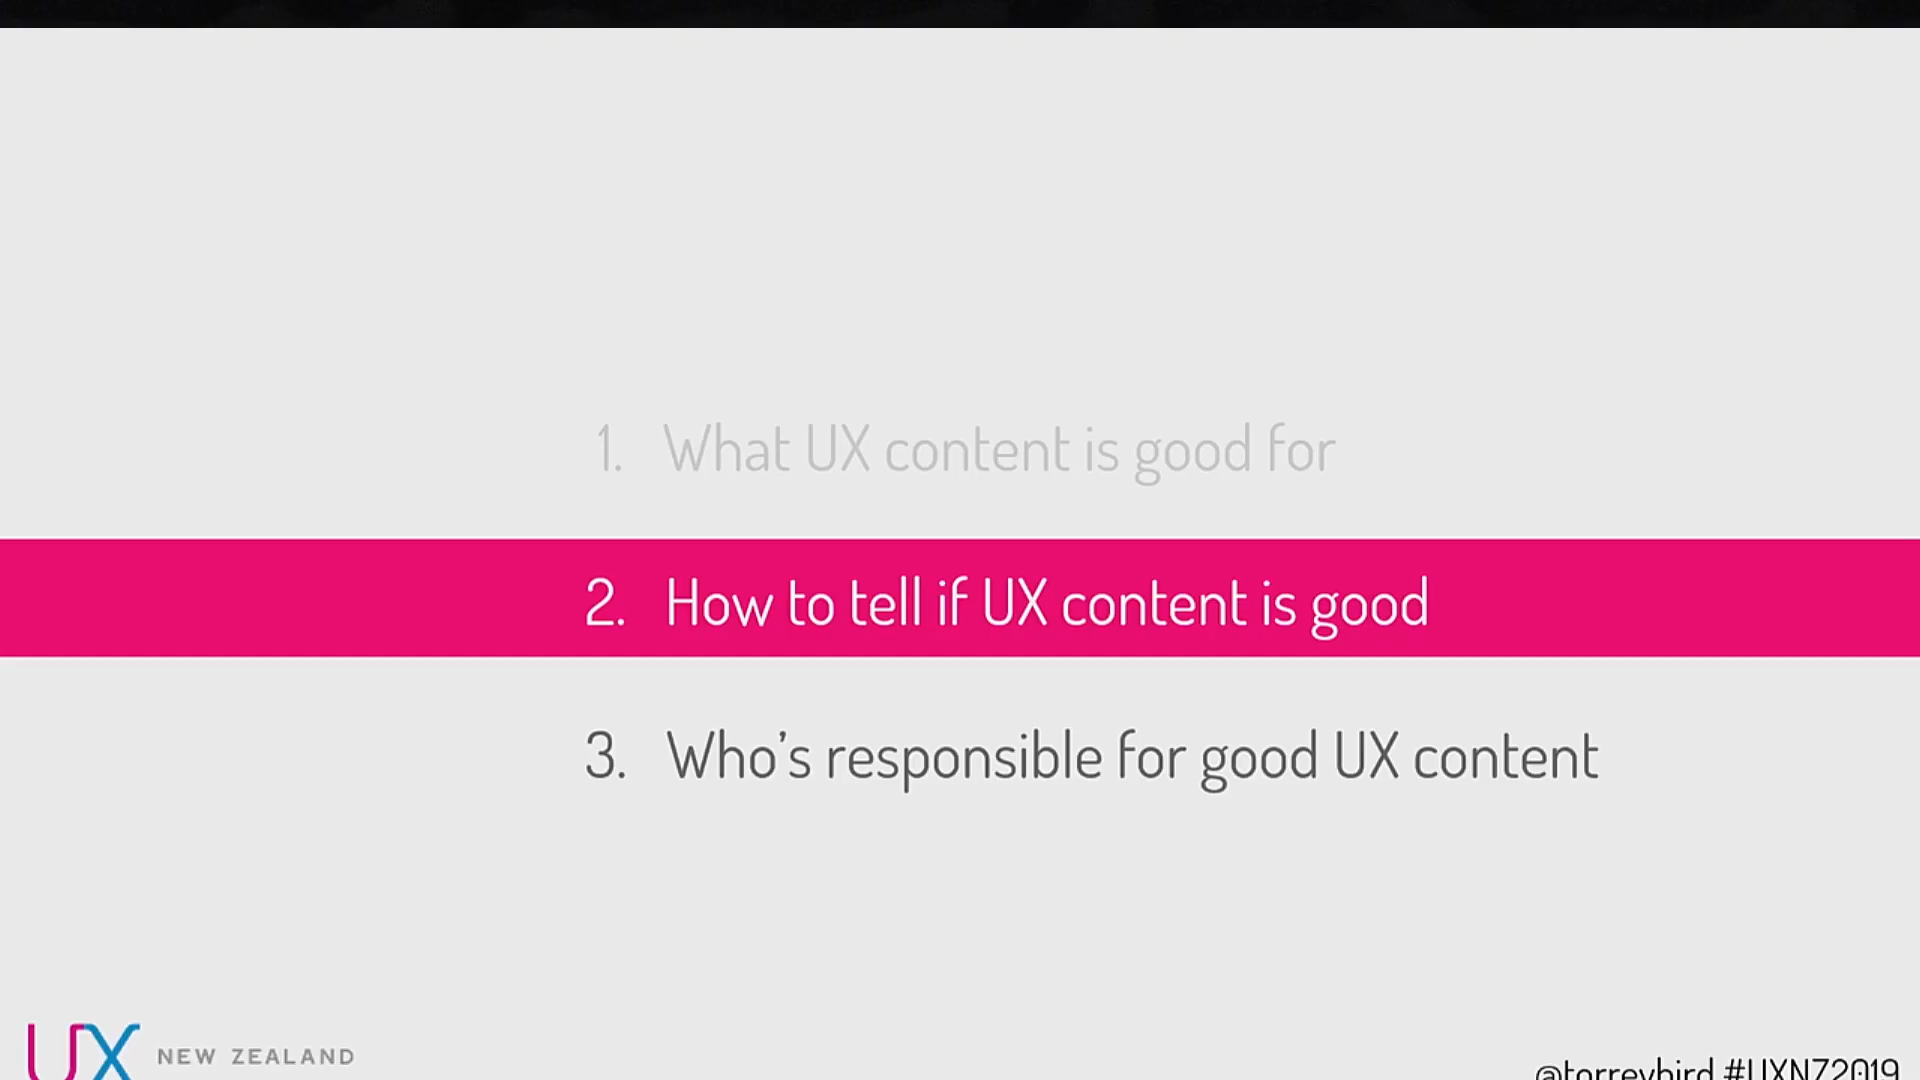 1. What UX content is good for
2. How to tell if UX content is good
3. Who’s responsible for good UX content
UX NEW ZEALAND
@torreybird #UXNZ2019